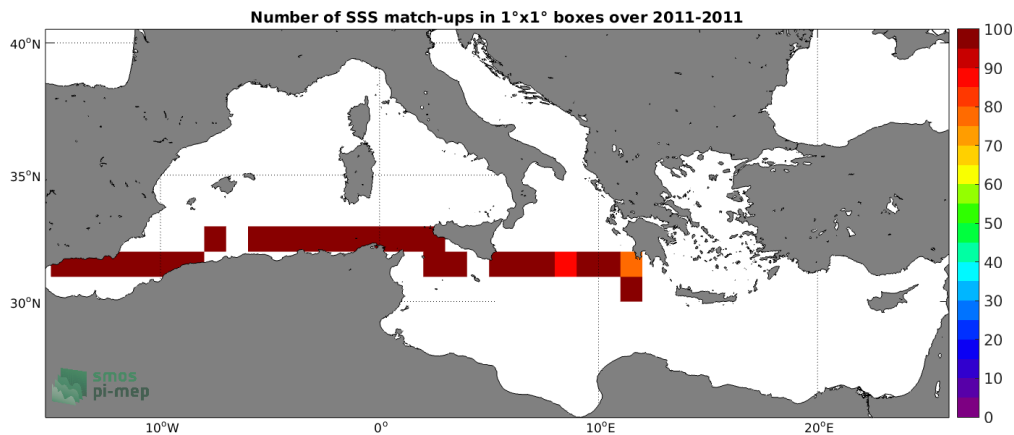 Number of SSS match-ups in 1°x1° boxes over 2011-2011
40°N
35°N
30°N
10°W
0°
10°E
20°E
100
90
80
70
60
50
40
30
20
10
0
smos
pi-mep